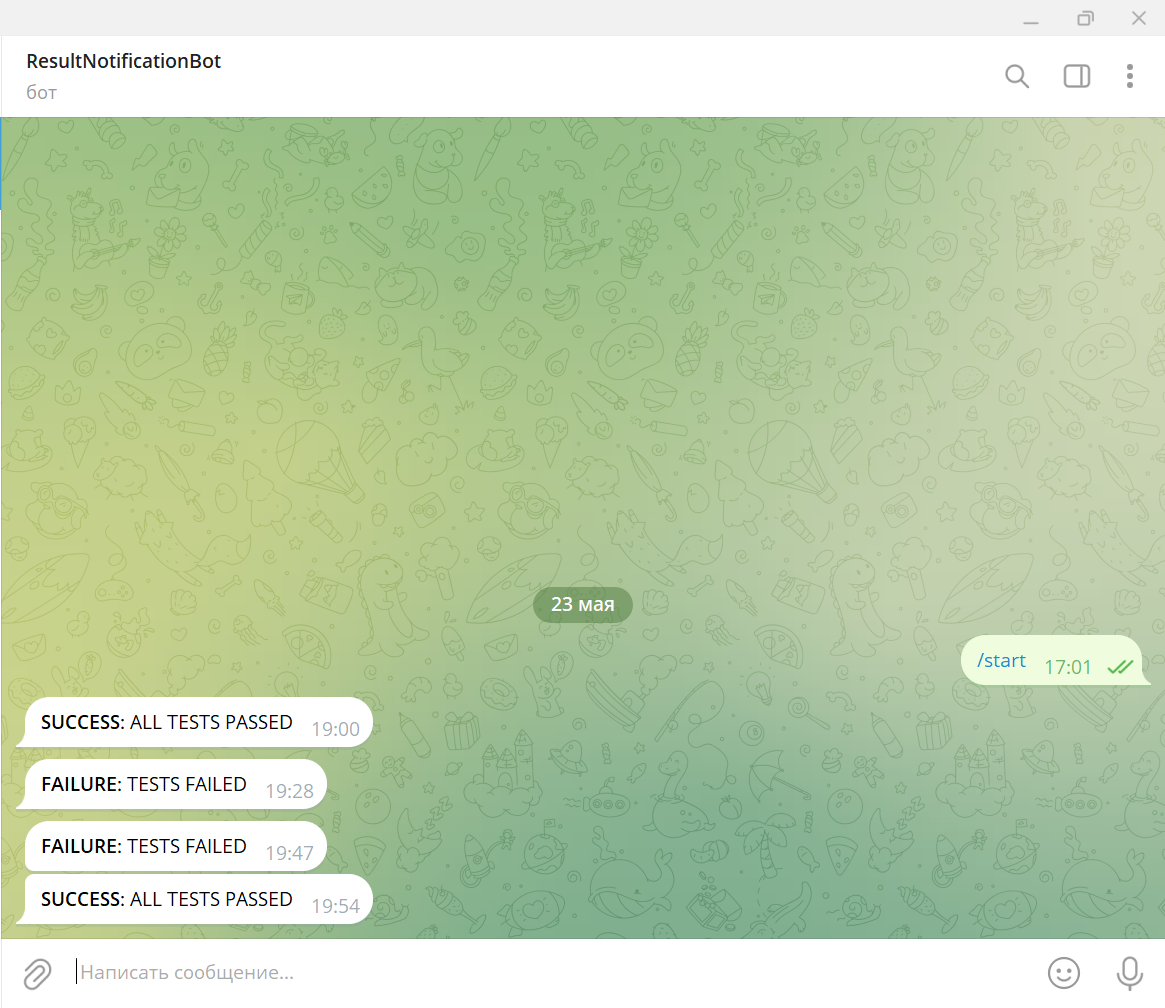 ResultNotificationBot
бот
23 мая
/start 17:01
SUCCESS: ALL TESTS PASSED 19:00
FAILURE: TESTS FAILED 19:28
FAILURE: TESTS FAILED 19:47
SUCCESS: ALL TESTS PASSED 19:54
Написать сообщение...